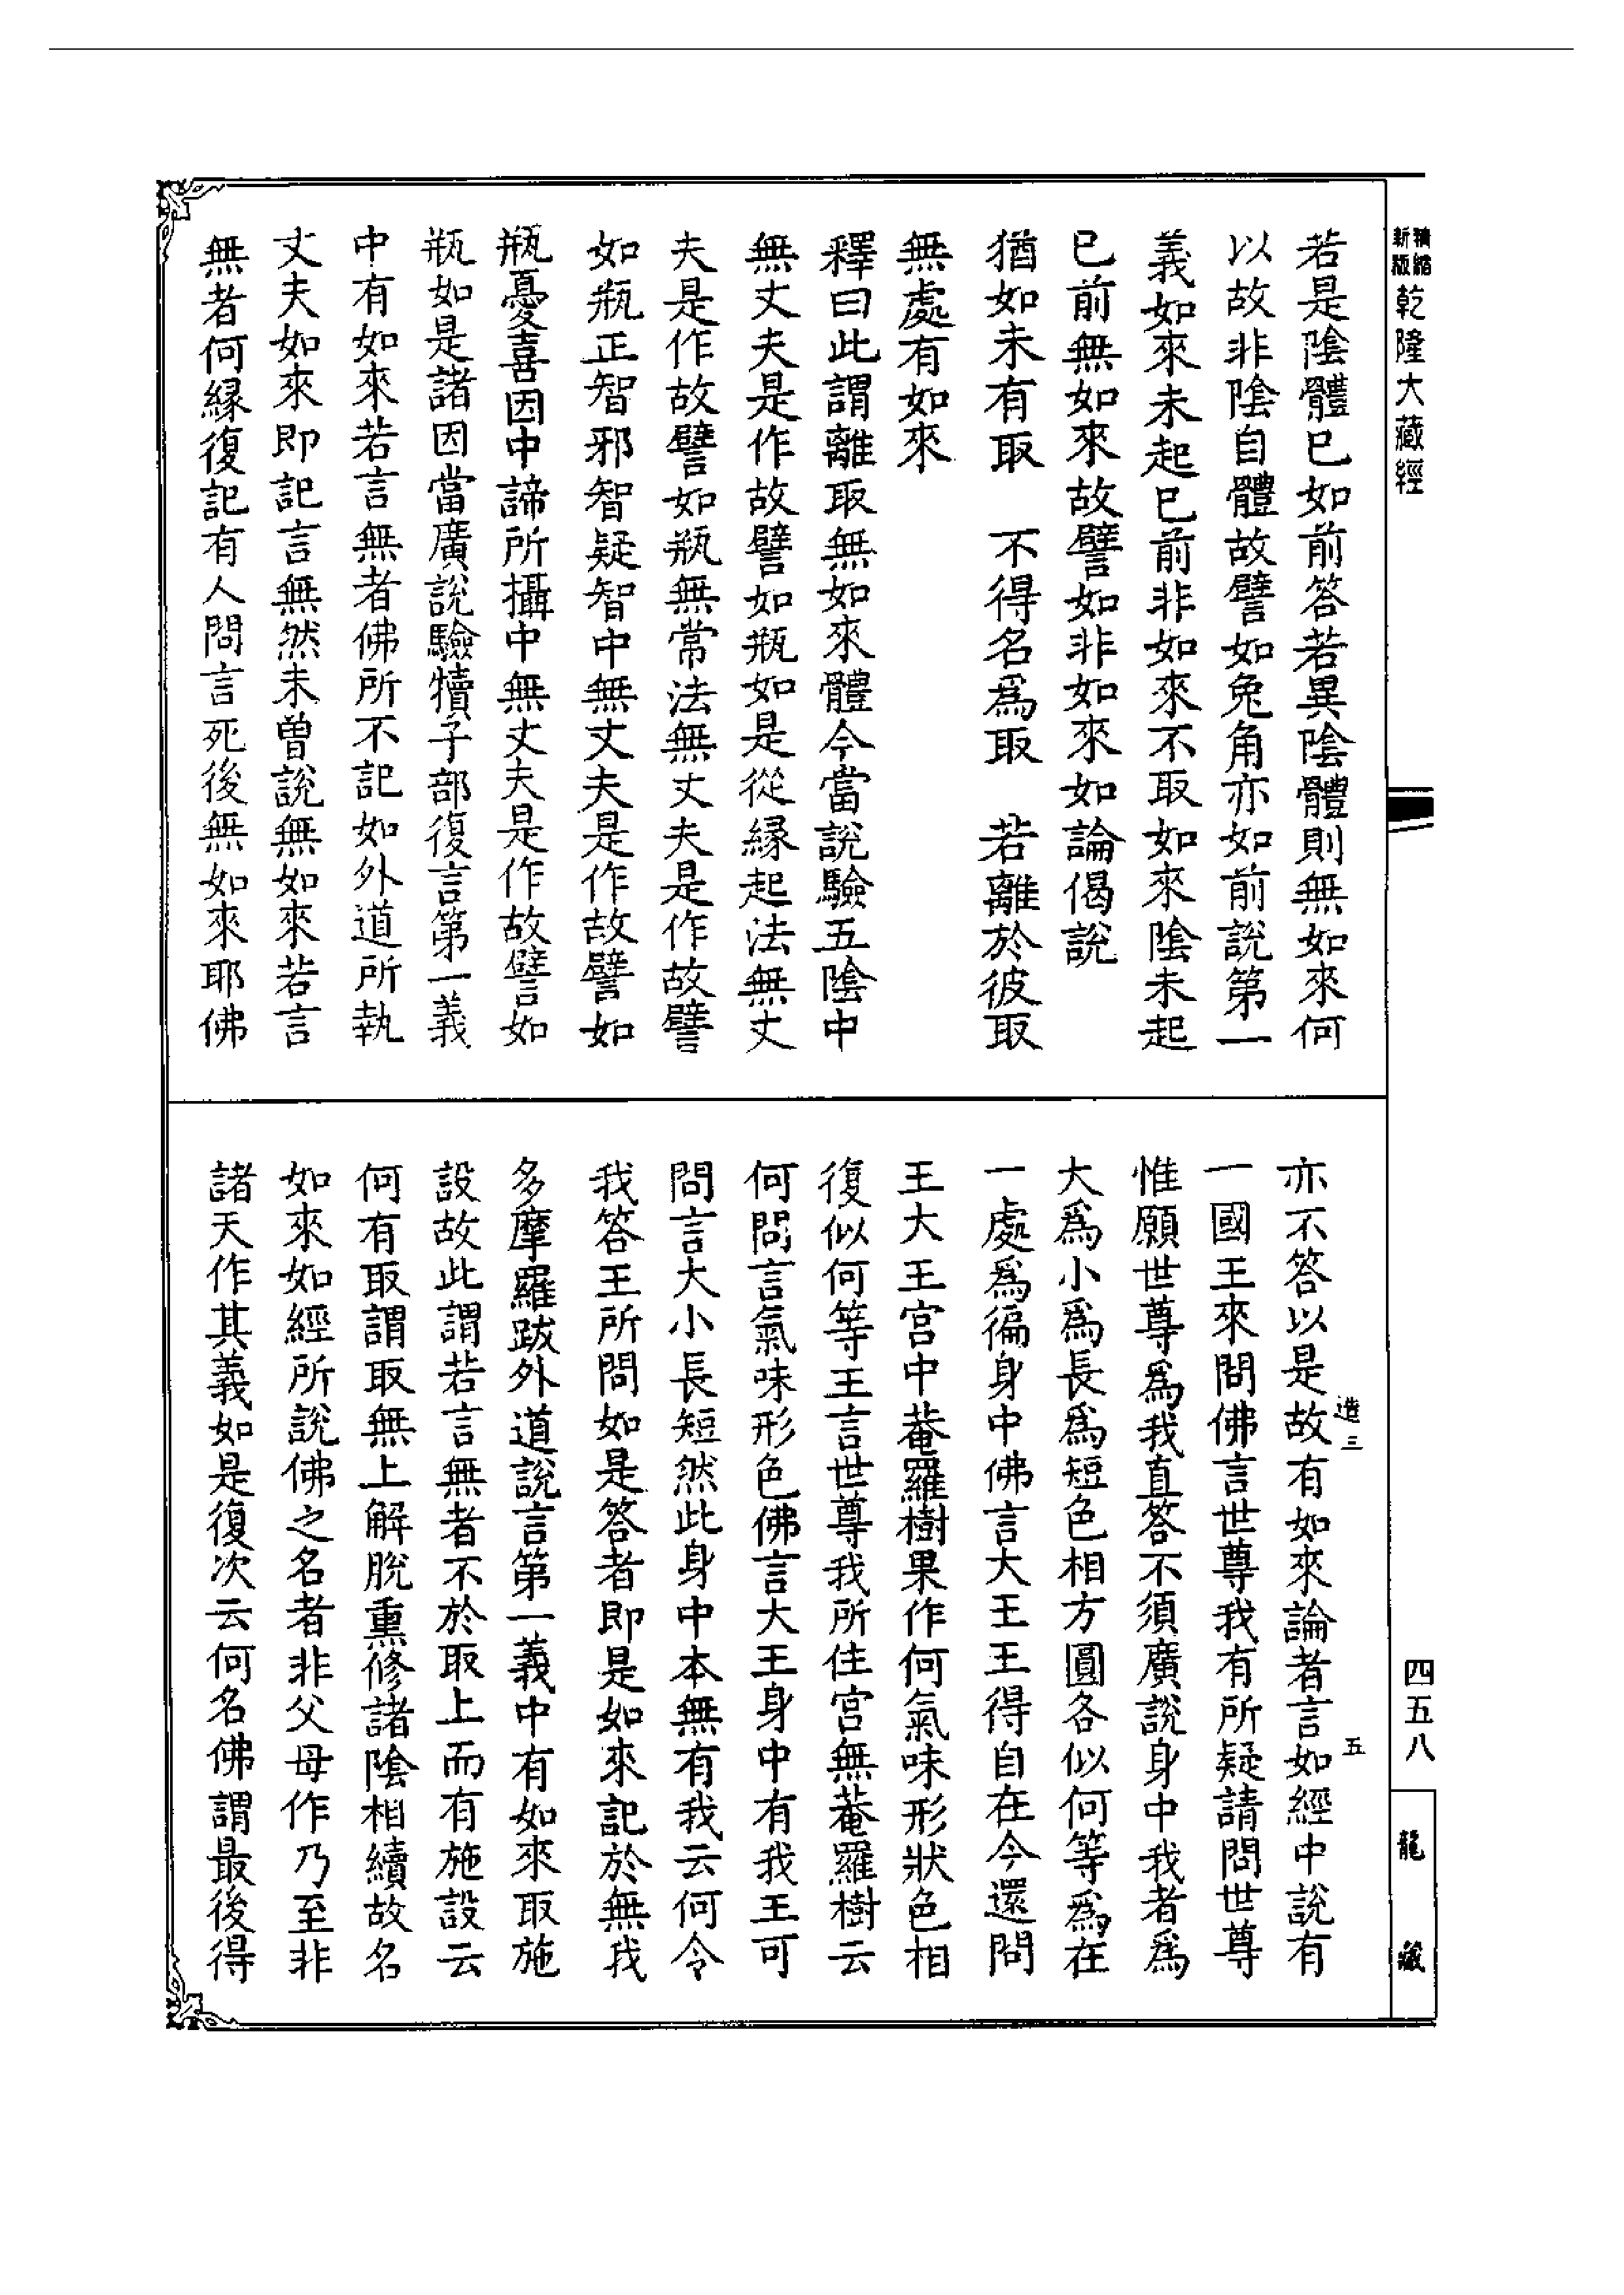 精縮新版乾隆大藏經
若是陰體已如前答若異陰體則無如來何
以故非陰自體故譬如兔角亦如前說第一
義如來未起已前非如來不取如來陰未起
已前無如來故譬如非如來如論偈說
猶如未有取　不得名為取　若離於彼取
無處有如來
釋曰此謂離取無如來體今當說驗五陰中
無丈夫是作故譬如瓶如是從緣起法無丈
夫是作故譬如瓶無常法無丈夫是作故譬
如瓶正智邪智疑智中無丈夫是作故譬如
瓶憂喜因中諦所攝中無丈夫是作故譬如
瓶如是諸因當廣說驗犢子部復言第一義
中有如來若言無者佛所不記如外道所執
丈夫如來即記言無然未曾說無如來若言
無者何緣復記有人問言死後無如來耶佛
亦不答以是故有如來論者言如經中說有
一國王來問佛言世尊我有所疑請問世尊
惟願世尊為我直答不須廣說身中我者為
大為小為長為短色相方圓各似何等為在
一處為徧身中佛言大王王得自在今還問
王大王宮中菴羅樹果作何氣味形狀色相
復似何等王言世尊我所住宮無菴羅樹云
何問言氣味形色佛言大王身中有我王可
問言大小長短然此身中本無有我云何令
我答王所問如是答者即是如來記於無我
多摩羅跋外道說言第一義中有如來取施
設故此謂若言無者不於取上而有施設云
何有取謂取無上解脫熏修諸陰相續故名
如來如經所說佛之名者非父母作乃至非
諸天作其義如是復次云何名佛謂最後得
造三
五
四五八
龍藏